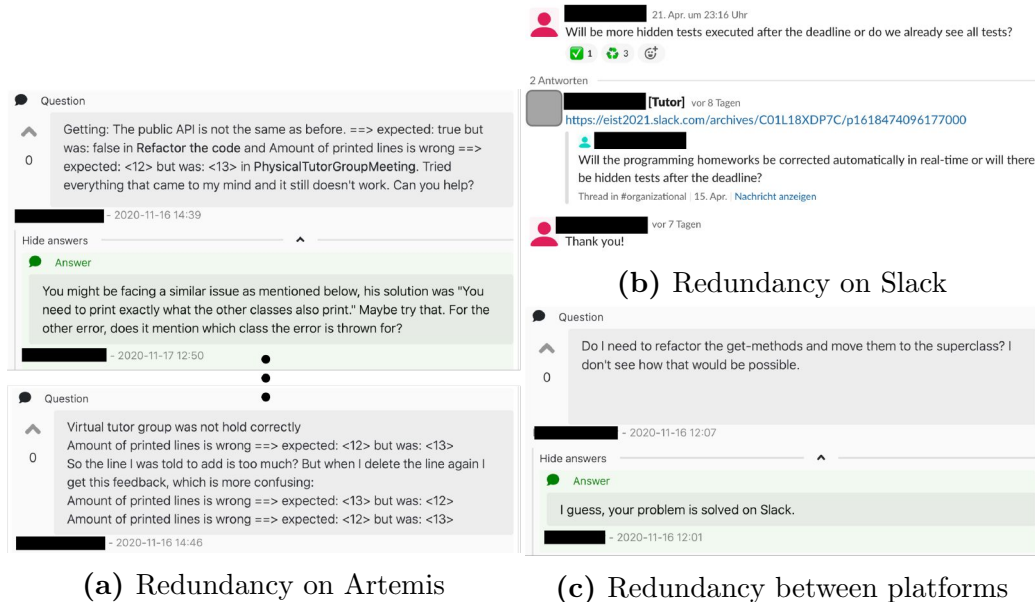 Question
Getting: The public API is not the same as before. ==> expected: true but
was: false in Refactor the code and Amount of printed lines is wrong ==>
expected: <12> but was: <13> in PhysicalTutorGroupMeeting. Tried
everything that came to my mind and it still doesn't work. Can you help?
0
- 2020-11-16 14:39
Hide answers
Answer
You might be facing a similar issue as mentioned below, his solution was "You
need to print exactly what the other classes also print." Maybe try that. For the
other error, does it mention which class the error is thrown for?
- 2020-11-17 12:50
Question
Virtual tutor group was not hold correctly
Amount of printed lines is wrong ==> expected: <12> but was: <13>
0
So the line I was told to add is too much? But when I delete the line again I
get this feedback, which is more confusing:
Amount of printed lines is wrong ==> expected: <13> but was: <12>
Amount of printed lines is wrong ==> expected: <12> but was: <13>
- 2020-11-16 14:46
(a) Redundancy on Artemis
21. Apr. um 23:16 Uhr
Will be more hidden tests executed after the deadline or do we already see all tests?
1 3
2 Antworten
[Tutor] vor 8 Tagen
https://eist2021.slack.com/archives/C01L18XDP7C/p1618474096177000
Will the programming homeworks be corrected automatically in real-time or will there
be hidden tests after the deadline?
Thread in #organizational | 15. Apr. | Nachricht anzeigen
vor 7 Tagen
Thank you!
(b) Redundancy on Slack
Question
Do I need to refactor the get-methods and move them to the superclass? I
don't see how that would be possible.
0
- 2020-11-16 12:07
Hide answers
Answer
I guess, your problem is solved on Slack.
- 2020-11-16 12:01
(c) Redundancy between platforms